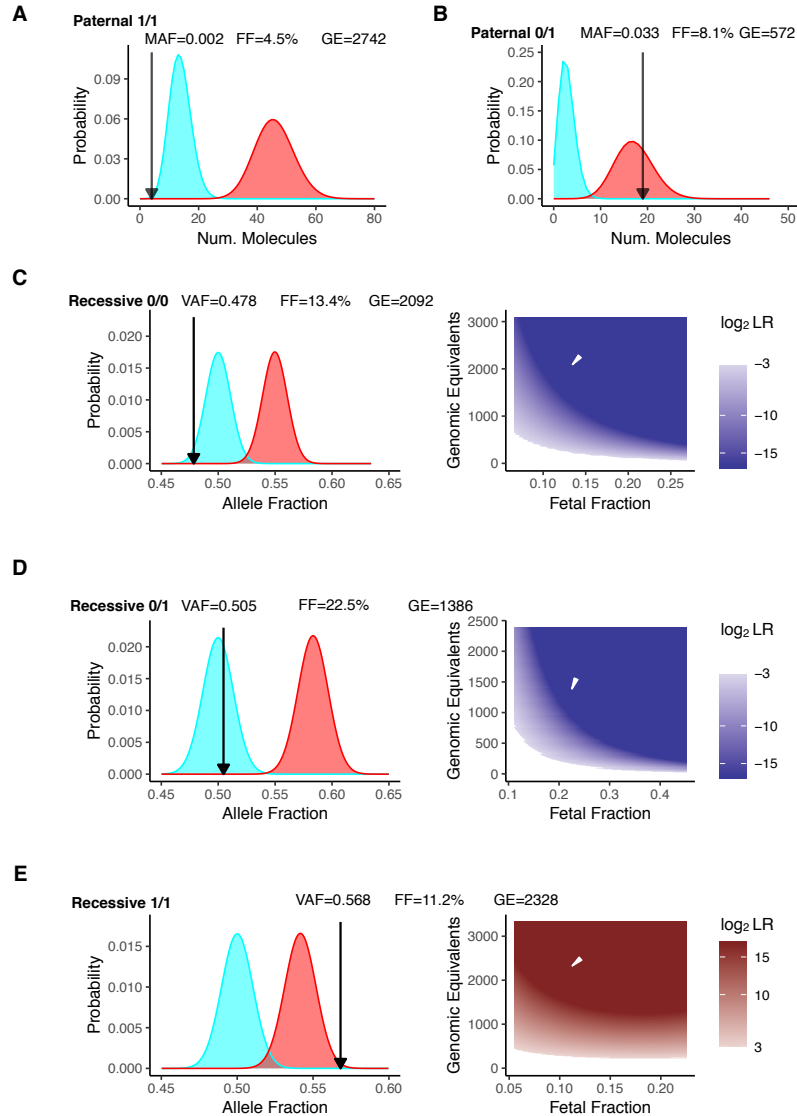 A
Paternal 1/1
MAF=0.002 FF=4.5% GE=2742
Probability
0.09
0.06
0.03
0.00
0 20 40 60 80
Num. Molecules
B
Paternal 0/1 MAF=0.033 FF=8.1% GE=572
Probability
0.25
0.20
0.15
0.10
0.05
0.00
0 10 20 30 40 50
Num. Molecules
C
Recessive 0/0 VAF=0.478 FF=13.4% GE=2092
Probability
0.020
0.015
0.010
0.005
0.000
0.45 0.50 0.55 0.60 0.65
Allele Fraction
Genomic Equivalents
3000
2000
1000
0
0.10 0.15 0.20 0.25
Fetal Fraction
log₂ LR
−3
−10
−15
D
Recessive 0/1 VAF=0.505 FF=22.5% GE=1386
Probability
0.020
0.015
0.010
0.005
0.000
0.45 0.50 0.55 0.60 0.65
Allele Fraction
Genomic Equivalents
2500
2000
1500
1000
500
0
0.1 0.2 0.3 0.4
Fetal Fraction
log₂ LR
−3
−10
−15
E
Recessive 1/1 VAF=0.568 FF=11.2% GE=2328
Probability
0.015
0.010
0.005
0.000
0.45 0.50 0.55 0.60
Allele Fraction
Genomic Equivalents
3000
2000
1000
0
0.05 0.10 0.15 0.20
Fetal Fraction
log₂ LR
15
10
3